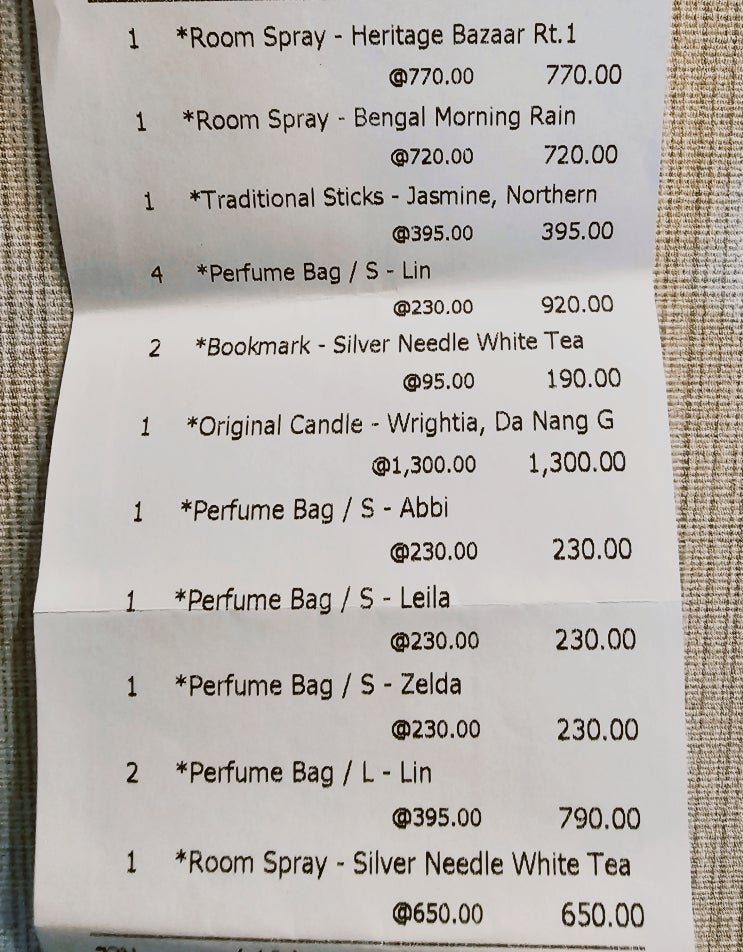 1 *Room Spray - Heritage Bazaar Rt.1
@770.00 770.00
1 *Room Spray - Bengal Morning Rain
@720.00 720.00
1 *Traditional Sticks - Jasmine, Northern
@395.00 395.00
4 *Perfume Bag / S - Lin
@230.00 920.00
2 *Bookmark - Silver Needle White Tea
@95.00 190.00
1 *Original Candle - Wrightia, Da Nang G
@1,300.00 1,300.00
1 *Perfume Bag / S - Abbi
@230.00 230.00
1 *Perfume Bag / S - Leila
@230.00 230.00
1 *Perfume Bag / S - Zelda
@230.00 230.00
2 *Perfume Bag / L - Lin
@395.00 790.00
1 *Room Spray - Silver Needle White Tea
@650.00 650.00